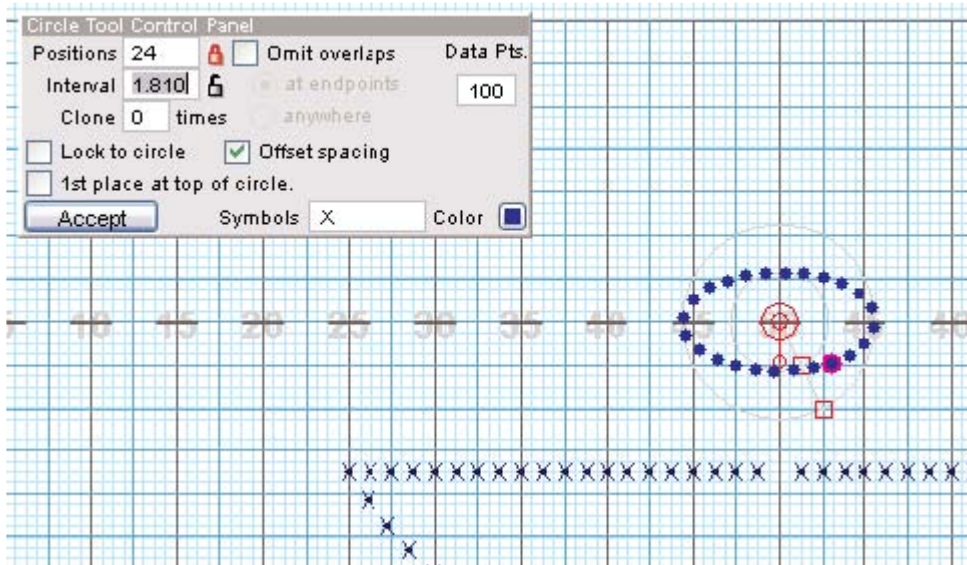 Circle Tool Control Panel
Positions 24 Omit overlaps Data Pts.
Interval 1.810 at endpoints 100
Clone 0 times anywhere
Lock to circle Offset spacing
1st place at top of circle.
Accept Symbols X Color
10 15 20 25 30 35 40 45 45 40